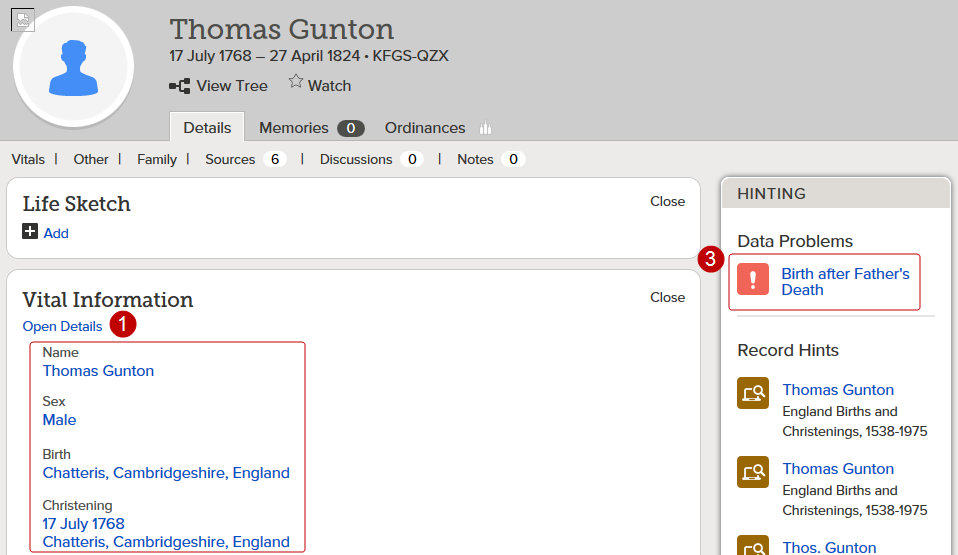 Thomas Gunton
17 July 1768 – 27 April 1824 • KFGS-QZX
View Tree Watch
Details Memories 0 Ordinances
Vitals | Other | Family | Sources 6 | Discussions 0 | Notes 0
Life Sketch Close
Add
Vital Information Close
Open Details 1
Name
Thomas Gunton
Sex
Male
Birth
Chatteris, Cambridgeshire, England
Christening
17 July 1768
Chatteris, Cambridgeshire, England
HINTING
Data Problems
3
Birth after Father's
Death
Record Hints
Thomas Gunton
England Births and
Christenings, 1538-1975
Thomas Gunton
England Births and
Christenings, 1538-1975
Thos. Gunton